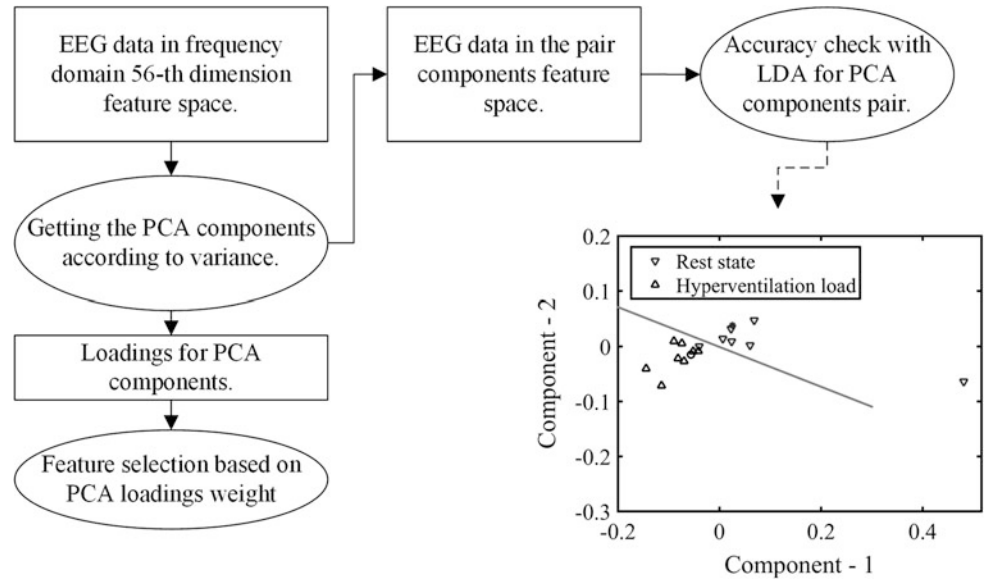 EEG data in frequency
domain 56-th dimension
feature space.
Getting the PCA components
according to variance.
Loadings for PCA
components.
Feature selection based on
PCA loadings weight
EEG data in the pair
components feature
space.
Accuracy check with
LDA for PCA
components pair.
Rest state
Hyperventilation load
0.2
0.1
0
-0.1
-0.2
-0.3
Component - 2
-0.2
0
0.2
0.4
Component - 1